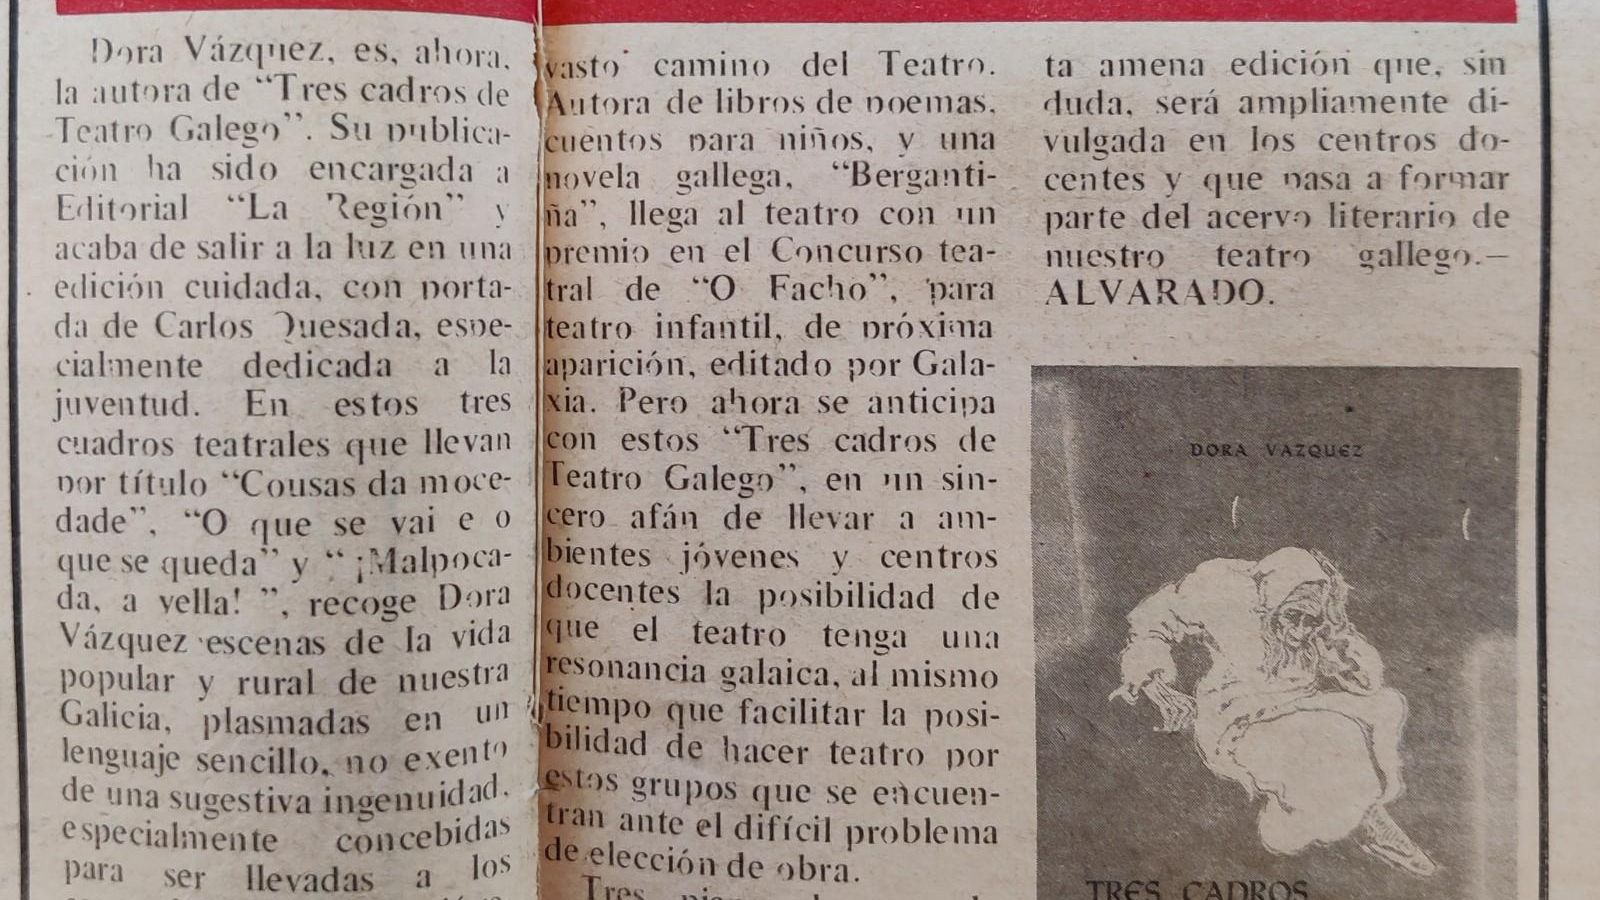 Dora Vázquez, es, ahora,
la autora de “Tres cadros de
Teatro Galego”. Su publica-
ción ha sido encargada a
Editorial “La Región” y
acaba de salir a la luz en una
edición cuidada, con porta-
da de Carlos Quesada, espe-
cialmente dedicada a la
juventud. En estos tres
cuadros teatrales que llevan
por título “Cousas da moce-
dade”, “O que se vai e o
que se queda” y “¡Malpoca-
da, a vella! ”, recoge Dora
Vázquez escenas de la vida
popular y rural de nuestra
Galicia, plasmadas en un
lenguaje sencillo, no exento
de una sugestiva ingenuidad,
especialmente concebidas
para ser llevadas a los
vasto camino del Teatro.
Autora de libros de poemas,
cuentos para niños, y una
novela gallega, “Berganti-
ña”, llega al teatro con un
premio en el Concurso tea-
tral de “O Facho”, para
teatro infantil, de próxima
aparición, editado por Gala-
xia. Pero ahora se anticipa
con estos “Tres cadros de
Teatro Galego”, en un sin-
cero afán de llevar a am-
bientes jóvenes y centros
docentes la posibilidad de
que el teatro tenga una
resonancia galaica, al mismo
tiempo que facilitar la posi-
bilidad de hacer teatro por
estos grupos que se encuen-
tran ante el difícil problema
de elección de obra.
Tres
ta amena edición que, sin
duda, será ampliamente di-
vulgada en los centros do-
centes y que pasa a formar
parte del acervo literario de
nuestro teatro gallego.—
ALVARADO.
DORA VAZQUEZ
TRES CADROS